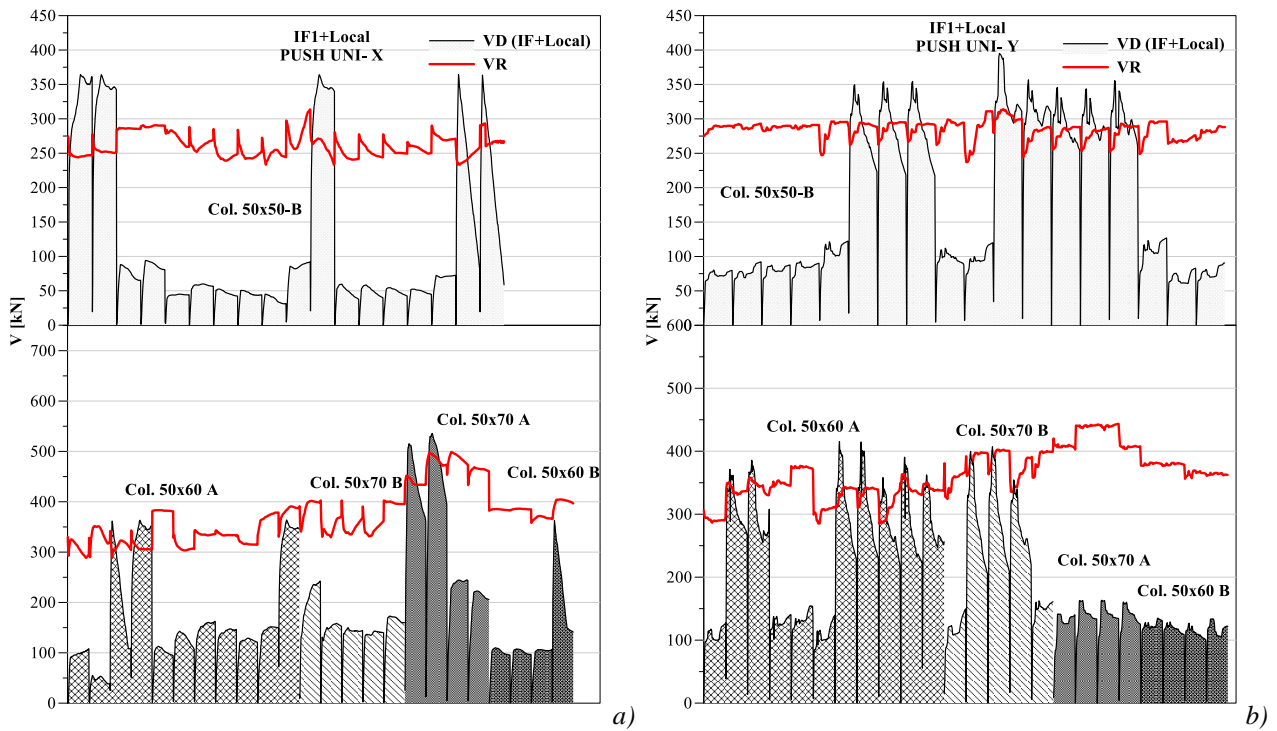 450
400
350
300
250
200
150
100
50
0
V [kN]
IF1+Local
PUSH UNI- X
VD (IF+Local)
VR
Col. 50x50-B
700
600
500
400
300
200
100
0
Col. 50x60 A
Col. 50x70 B
Col. 50x70 A
Col. 50x60 B
a)
450
400
350
300
250
200
150
100
50
0
V [kN]
IF1+Local
PUSH UNI- Y
VD (IF+Local)
VR
Col. 50x50-B
600
500
400
300
200
100
0
Col. 50x60 A
Col. 50x70 B
Col. 50x70 A
Col. 50x60 B
b)